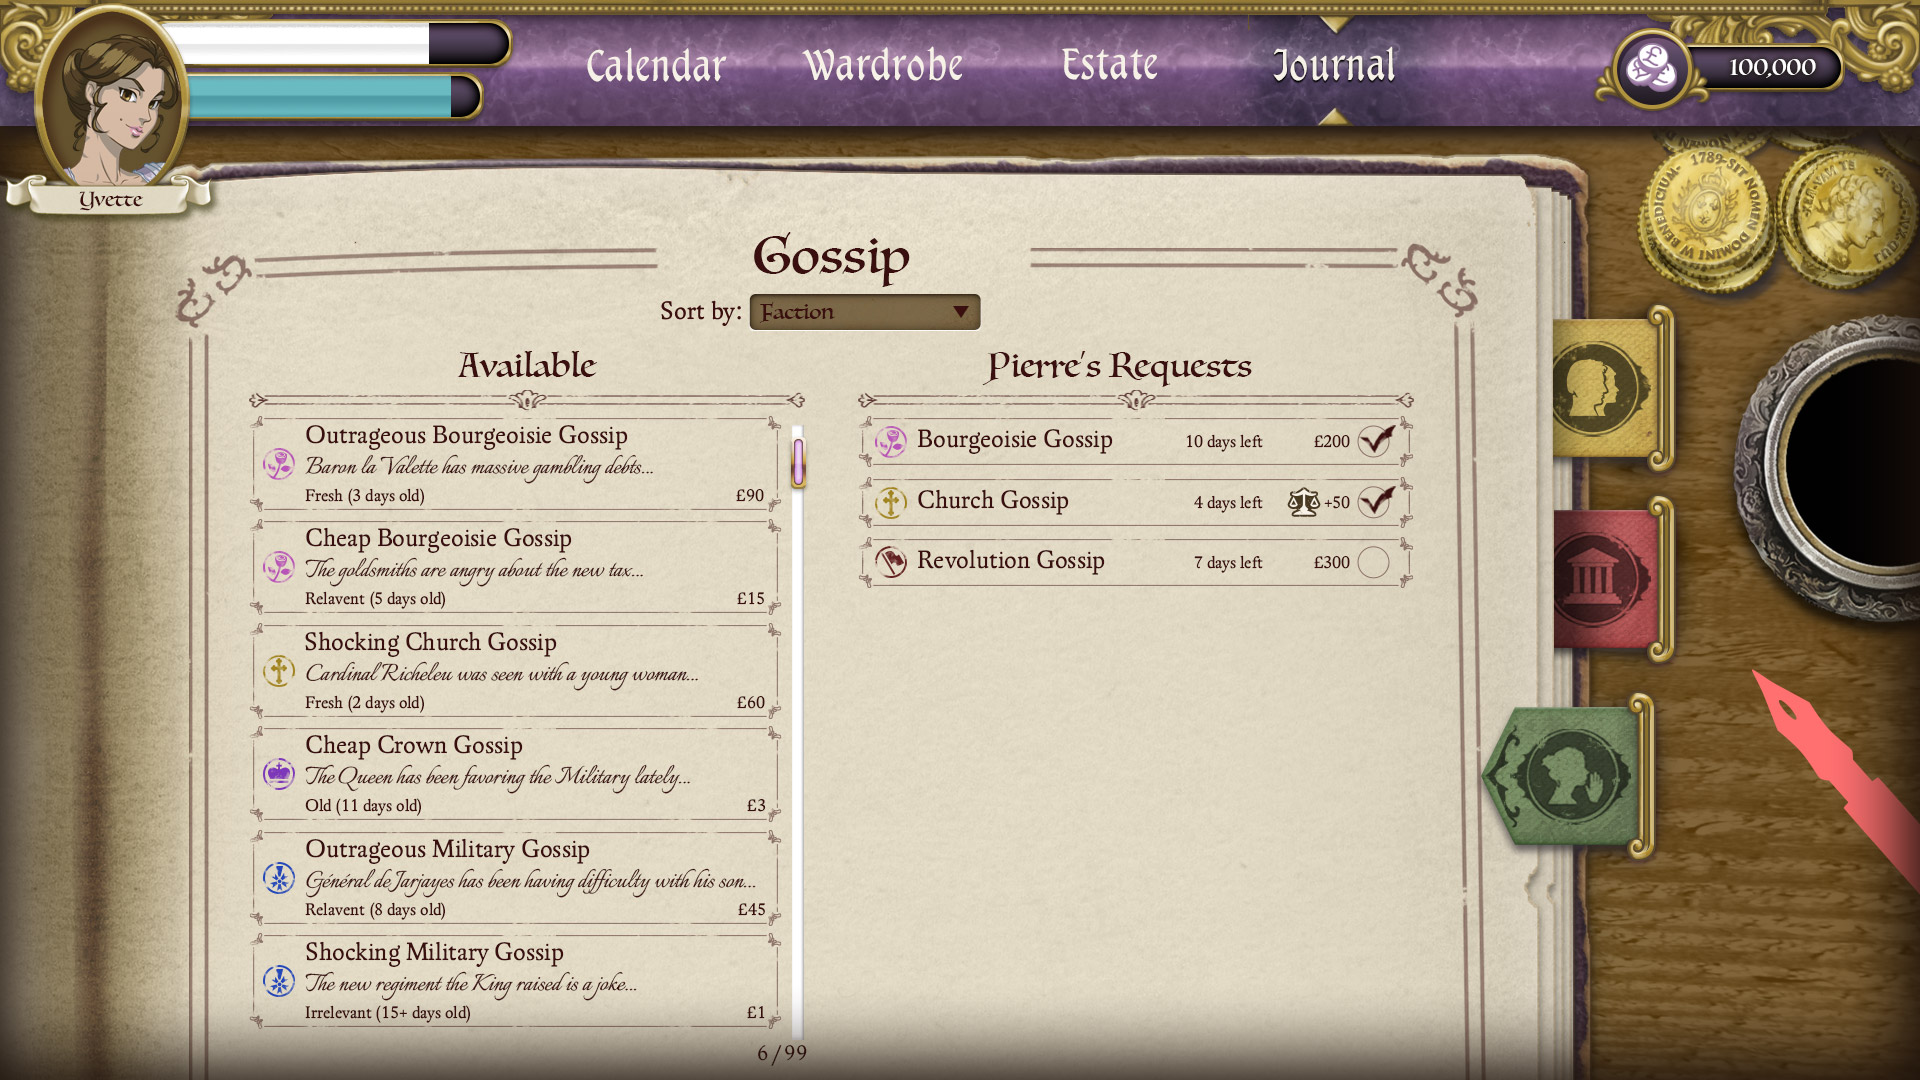 Calendar
Wardrobe
Estate
Journal
100,000
Yvette
1789·SIT NOMEN DOMINI
BENEDICTUM
Gossip
Sort by: Faction
Available
Outrageous Bourgeoisie Gossip
Baron la Valette has massive gambling debts...
Fresh (3 days old) £90
Cheap Bourgeoisie Gossip
The goldsmiths are angry about the new tax...
Relavent (5 days old) £15
Shocking Church Gossip
Cardinal Richeleu was seen with a young woman...
Fresh (2 days old) £60
Cheap Crown Gossip
The Queen has been favoring the Military lately...
Old (11 days old) £3
Outrageous Military Gossip
Général de Jarjayes has been having difficulty with his son...
Relavent (8 days old) £45
Shocking Military Gossip
The new regiment the King raised is a joke...
Irrelevant (15+ days old) £1
6 / 99
Pierre's Requests
Bourgeoisie Gossip 10 days left £200
Church Gossip 4 days left +50
Revolution Gossip 7 days left £300